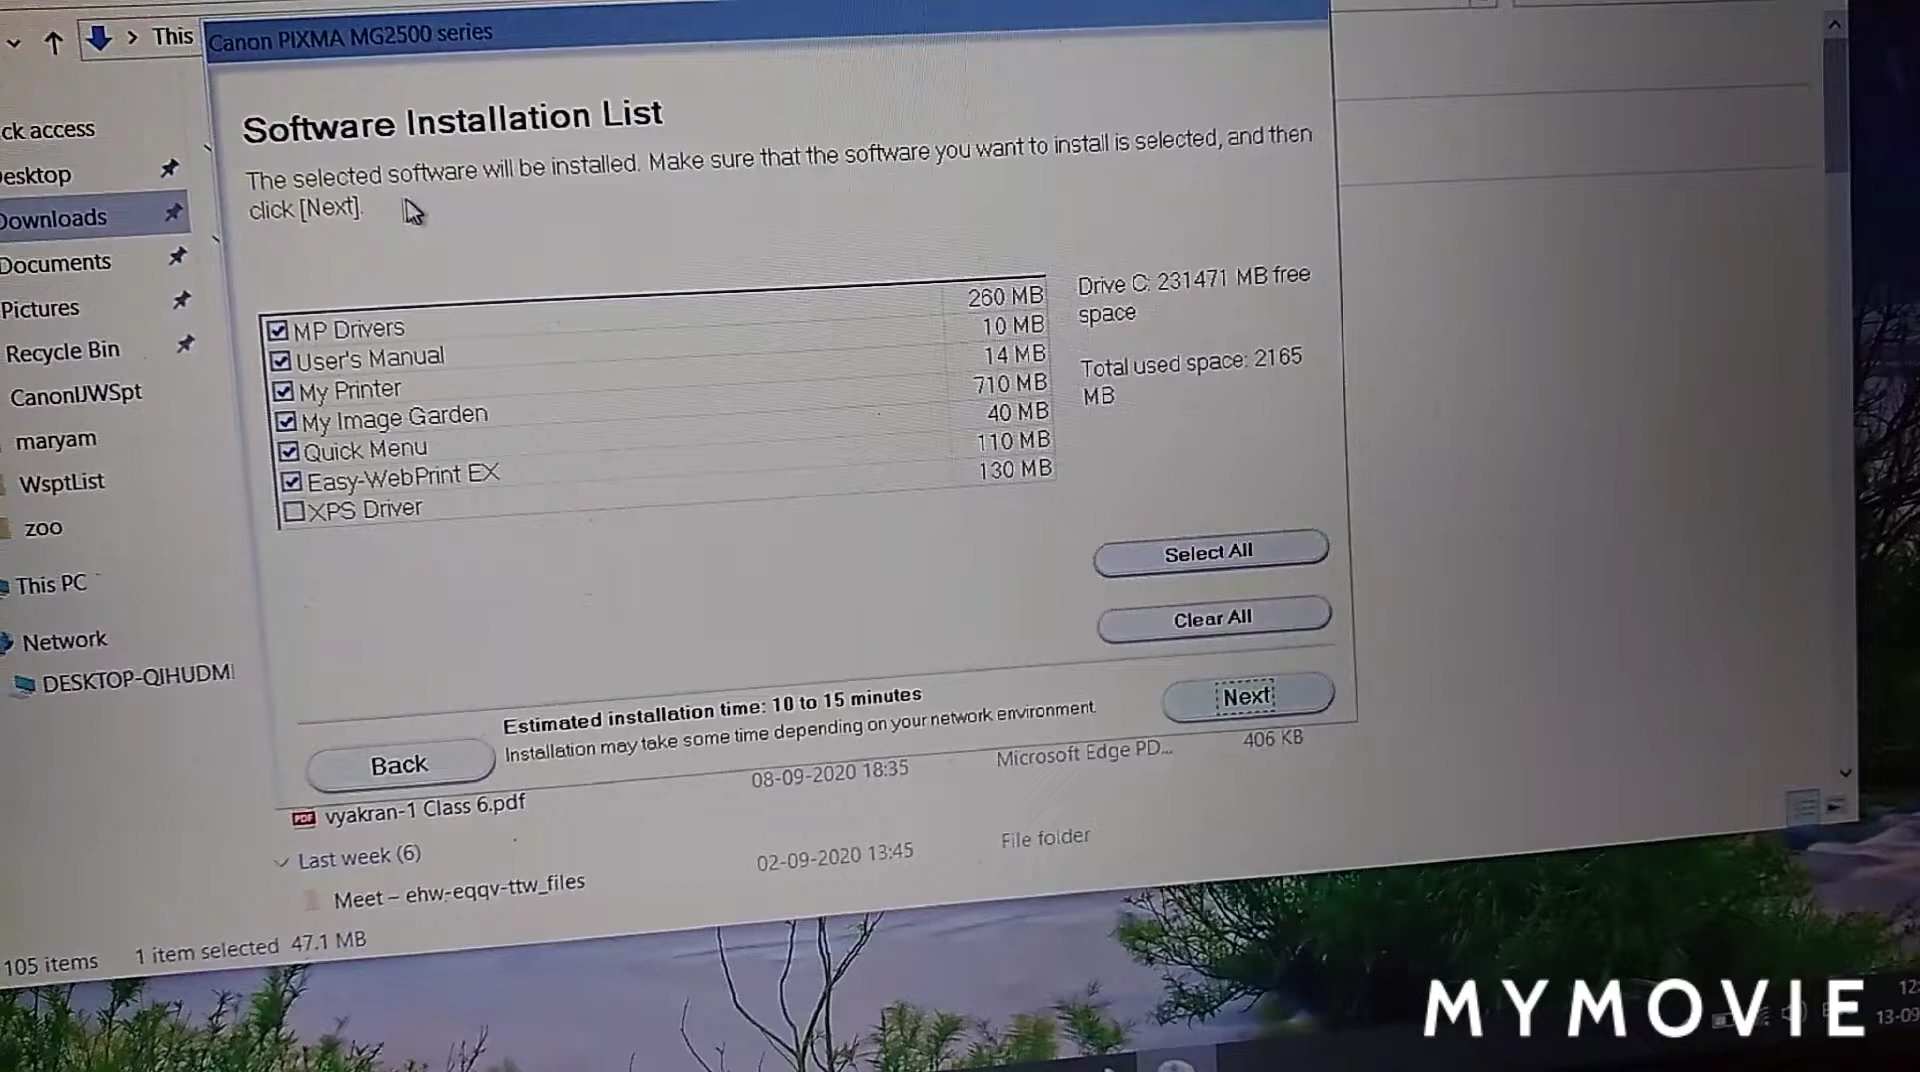 This
Canon PIXMA MG2500 series
Software Installation List
The selected software will be installed. Make sure that the software you want to install is selected, and then
click [Next].
ck access
Desktop
Downloads
Documents
Pictures
Recycle Bin
CanonIJWSpt
maryam
WsptList
zoo
This PC
Network
DESKTOP-QIHUDM
MP Drivers 260 MB
User's Manual 10 MB
My Printer 14 MB
My Image Garden 710 MB
Quick Menu 40 MB
Easy-WebPrint EX 110 MB
XPS Driver 130 MB
Drive C: 231471 MB free
space
Total used space: 2165
MB
Select All
Clear All
Estimated installation time: 10 to 15 minutes
Installation may take some time depending on your network environment.
Back
Next
vyakran-1 Class 6.pdf 08-09-2020 18:35 Microsoft Edge PD... 406 KB
Last week (6)
Meet – ehw-eqqv-ttw_files 02-09-2020 13:45 File folder
105 items 1 item selected 47.1 MB
MYMOVIE
12:
13-09